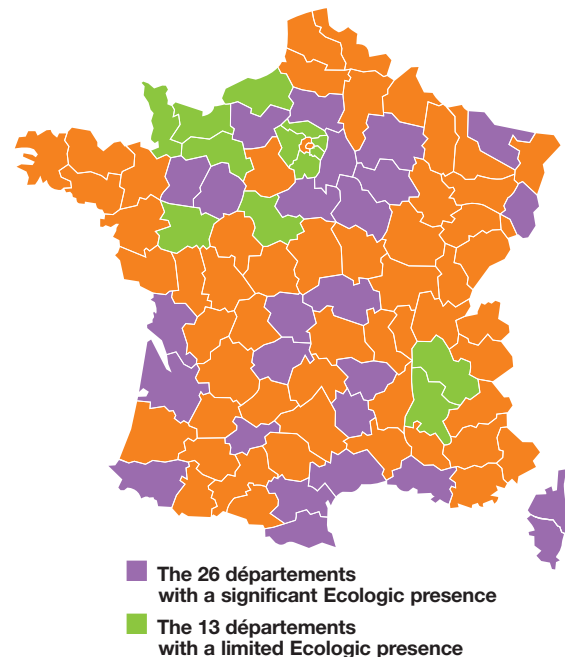 The 26 départements
with a significant Ecologic presence
The 13 départements
with a limited Ecologic presence